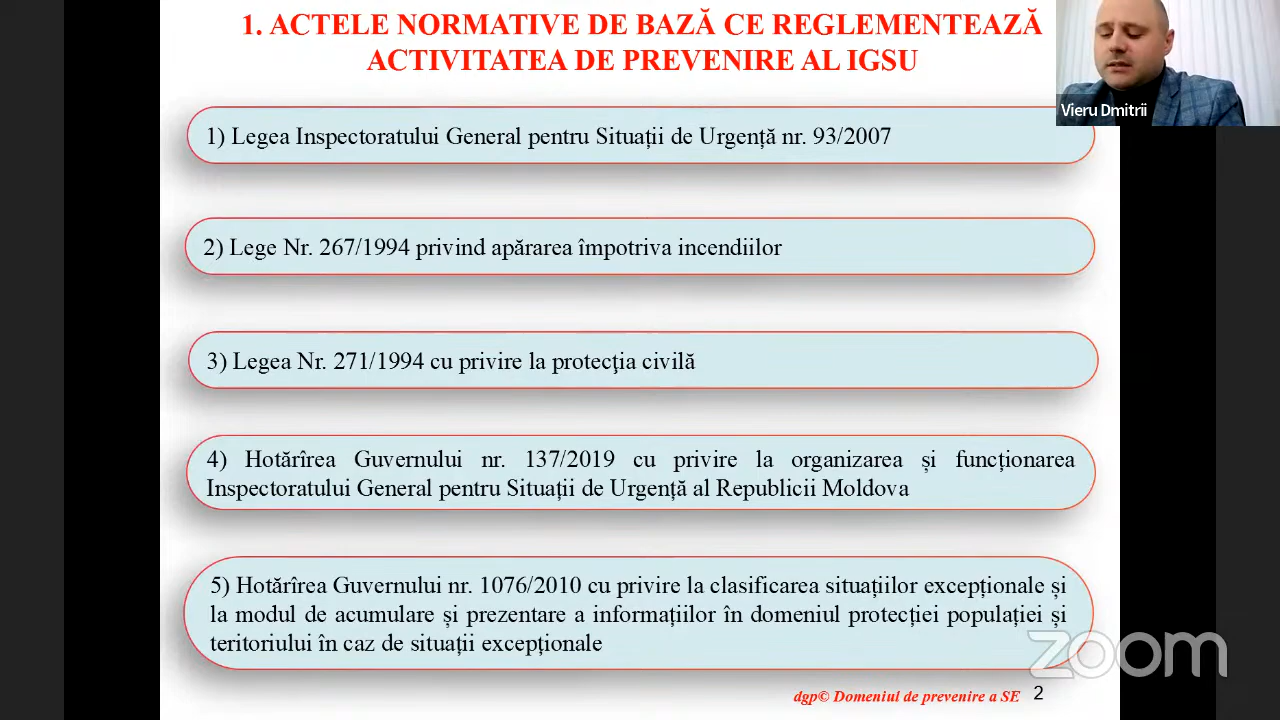 1. ACTELE NORMATIVE DE BAZĂ CE REGLEMENTEAZĂ
ACTIVITATEA DE PREVENIRE AL IGSU
Vieru Dmitrii
1) Legea Inspectoratului General pentru Situații de Urgență nr. 93/2007
2) Lege Nr. 267/1994 privind apărarea împotriva incendiilor
3) Legea Nr. 271/1994 cu privire la protecţia civilă
4) Hotărîrea Guvernului nr. 137/2019 cu privire la organizarea și funcționarea
Inspectoratului General pentru Situații de Urgență al Republicii Moldova
5) Hotărîrea Guvernului nr. 1076/2010 cu privire la clasificarea situațiilor excepționale și
la modul de acumulare și prezentare a informațiilor în domeniul protecției populației și
teritoriului în caz de situații excepționale
zoom
dgp© Domeniul de prevenire a SE 2